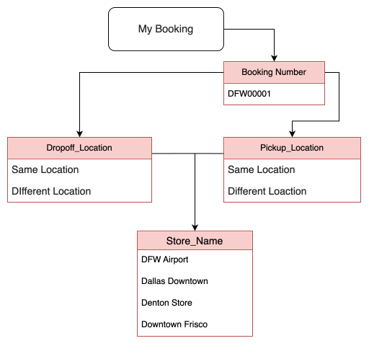 My Booking
Booking Number
DFW00001
Dropoff_Location
Same Location
DIfferent Location
Pickup_Location
Same Location
Different Loaction
Store_Name
DFW Airport
Dallas Downtown
Denton Store
Downtown Frisco